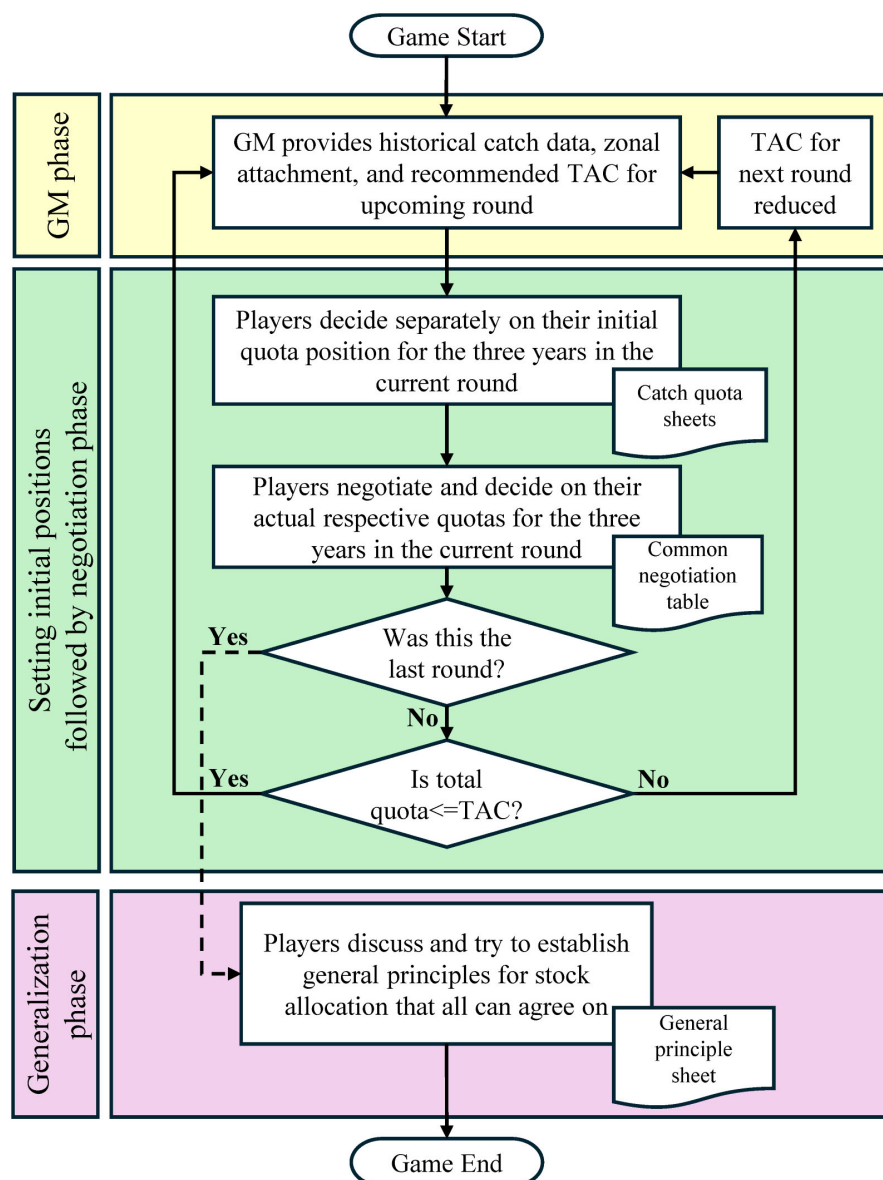 Game Start
GM phase
GM provides historical catch data, zonal
attachment, and recommended TAC for
upcoming round
TAC for
next round
reduced
Setting initial positions
followed by negotiation phase
Players decide separately on their initial
quota position for the three years in the
current round
Catch quota
sheets
Players negotiate and decide on their
actual respective quotas for the three
years in the current round
Common
negotiation
table
Yes
Was this the
last round?
No
Yes
Is total
quota<=TAC?
No
Generalization
phase
Players discuss and try to establish
general principles for stock
allocation that all can agree on
General
principle
sheet
Game End